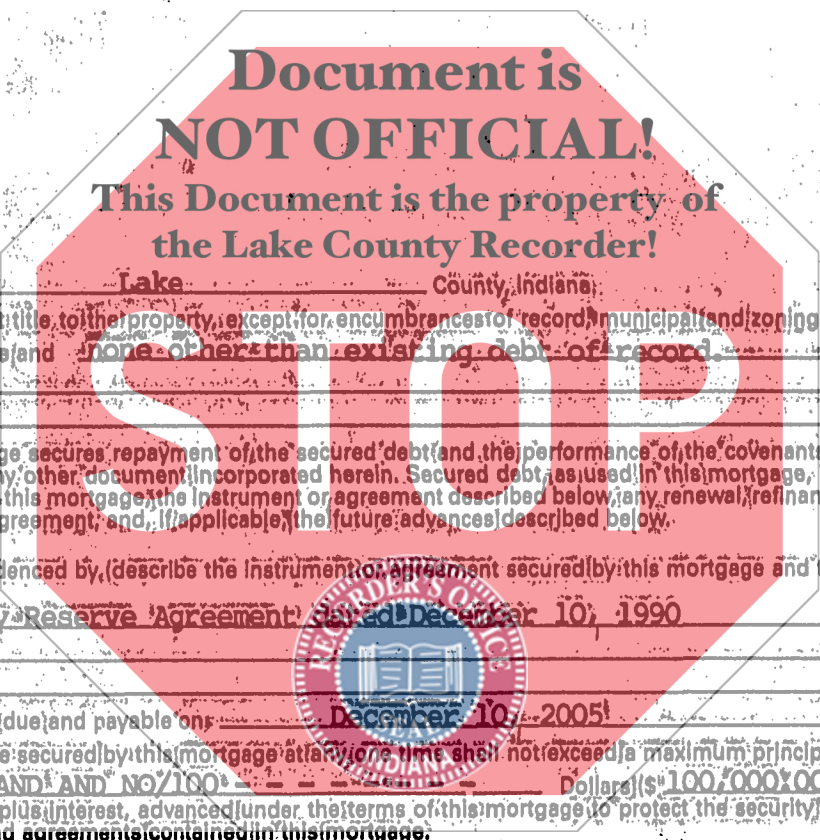 Document is
NOT OFFICIAL!
This Document is the property of
the Lake County Recorder!
Lake County, Indiana
title to the property, except for encumbrances of record, municipal and zoning
and none other than existing debt of record.
STOP
secures repayment of the secured debt and the performance of the covenants
other document incorporated herein. Secured debt, as used in this mortgage,
this mortgage, the instrument or agreement described below, any renewal, refinan
greement, and, if applicable, the future advances described below.
denced by (describe the instrument or agreement secured by this mortgage and
Reserve Agreement dated December 10, 1990
RECORDER'S OFFICE
SEAL
INDIANA
due and payable on December 10, 2005
secured by this mortgage at any one time shall not exceed a maximum princip
AND AND NO/100 - - - - - - - Dollars ($ 100,000.00
plus interest, advanced under the terms of this mortgage to protect the security
agreements contained in this mortgage.